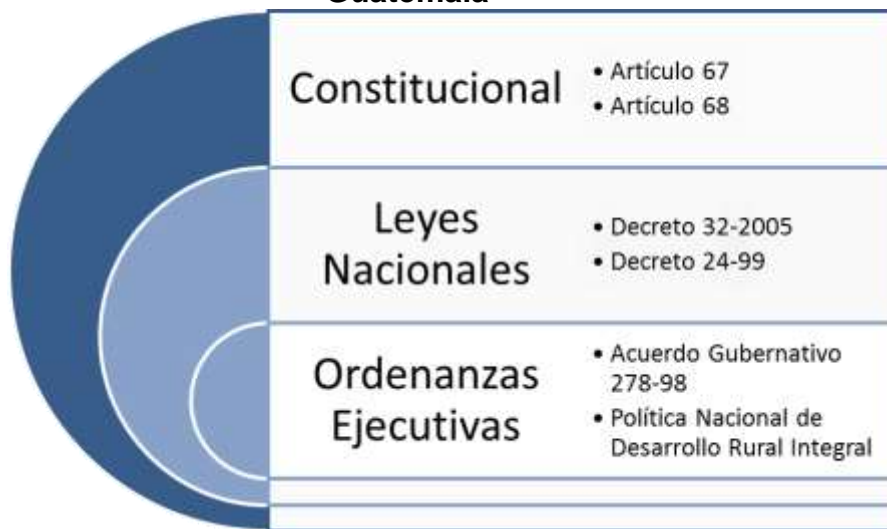 Guatemala
Constitucional
• Artículo 67
• Artículo 68
Leyes
Nacionales
• Decreto 32-2005
• Decreto 24-99
Ordenanzas
Ejecutivas
• Acuerdo Gubernativo
278-98
• Política Nacional de
Desarrollo Rural Integral